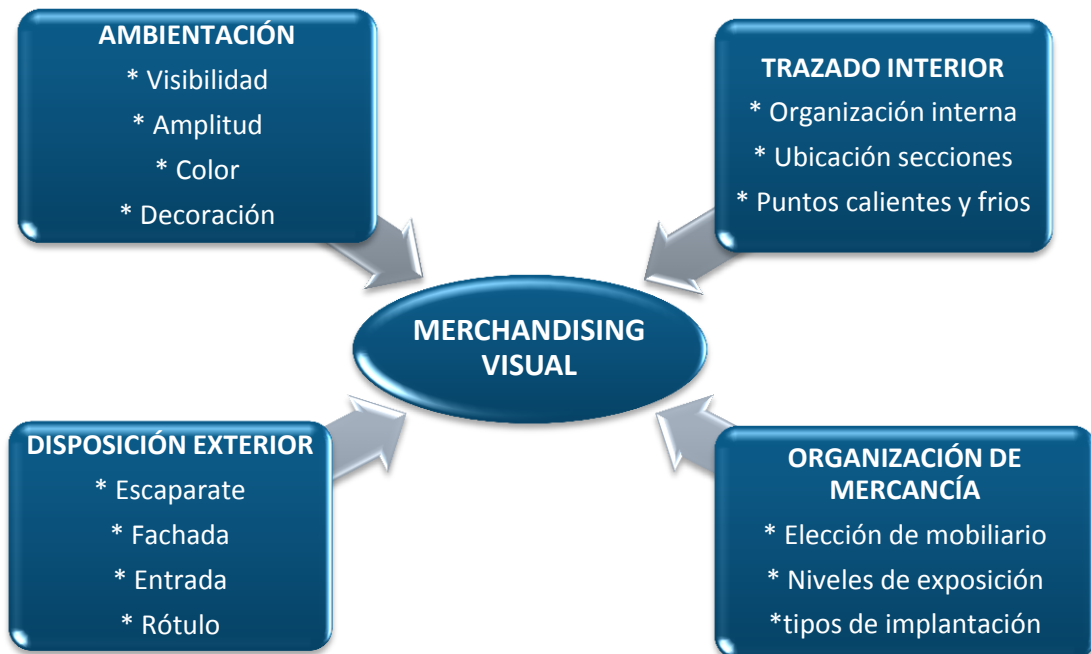 AMBIENTACIÓN
* Visibilidad
* Amplitud
* Color
* Decoración
TRAZADO INTERIOR
* Organización interna
* Ubicación secciones
* Puntos calientes y frios
MERCHANDISING
VISUAL
DISPOSICIÓN EXTERIOR
* Escaparate
* Fachada
* Entrada
* Rótulo
ORGANIZACIÓN DE
MERCANCÍA
* Elección de mobiliario
* Niveles de exposición
*tipos de implantación